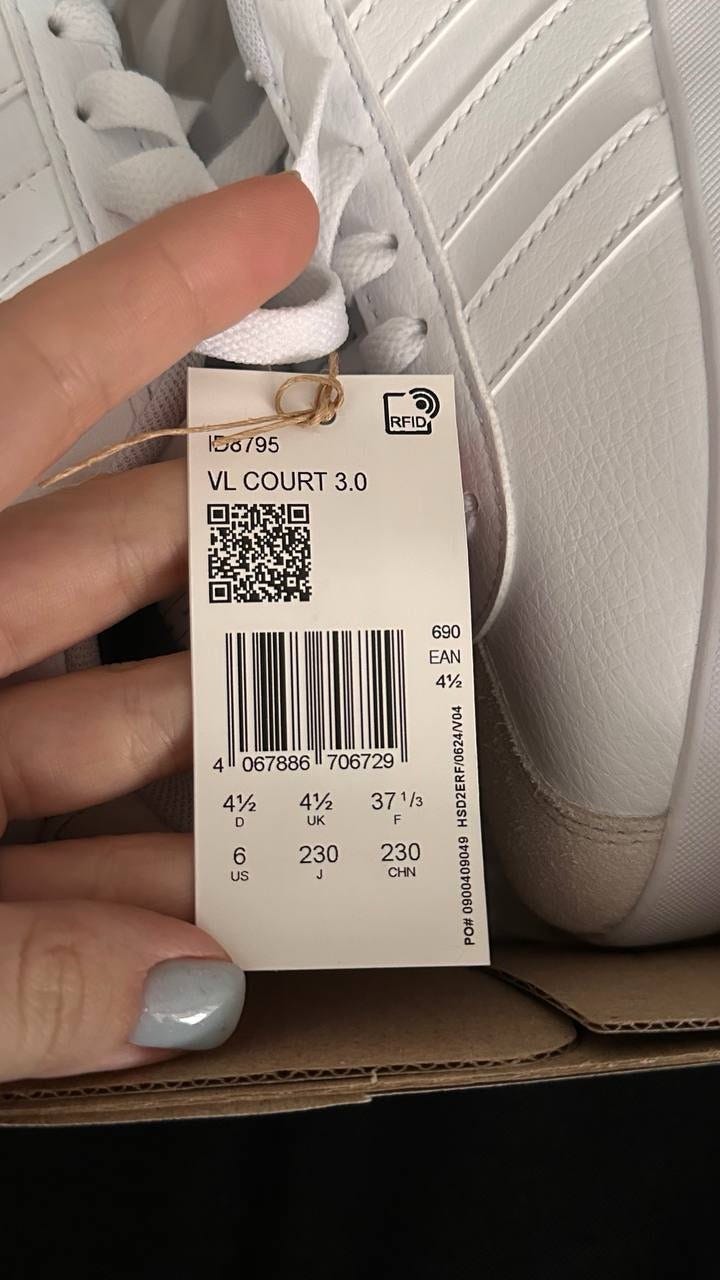 RFID
ID8795
VL COURT 3.0
690
EAN
4½
4 067886 706729
4½ 4½ 37 1/3
D UK F
6 230 230
US J CHN
PO# 0900409049 HSD2ERF/0624/V04